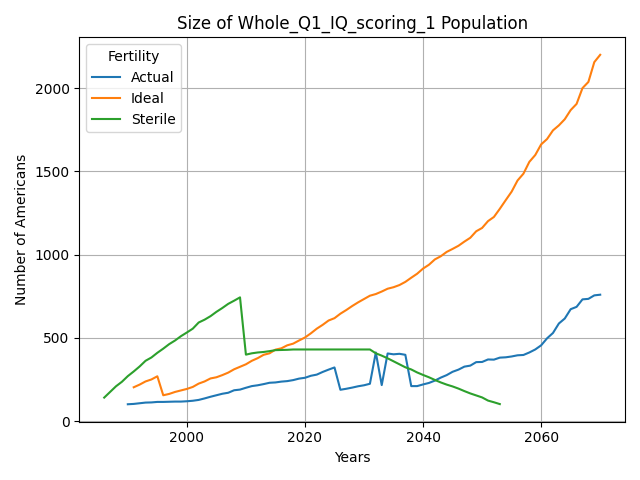 Size of Whole_Q1_IQ_scoring_1 Population
Fertility
Actual
Ideal
Sterile
Number of Americans
2000
1500
1000
500
0
2000
2020
2040
2060
Years